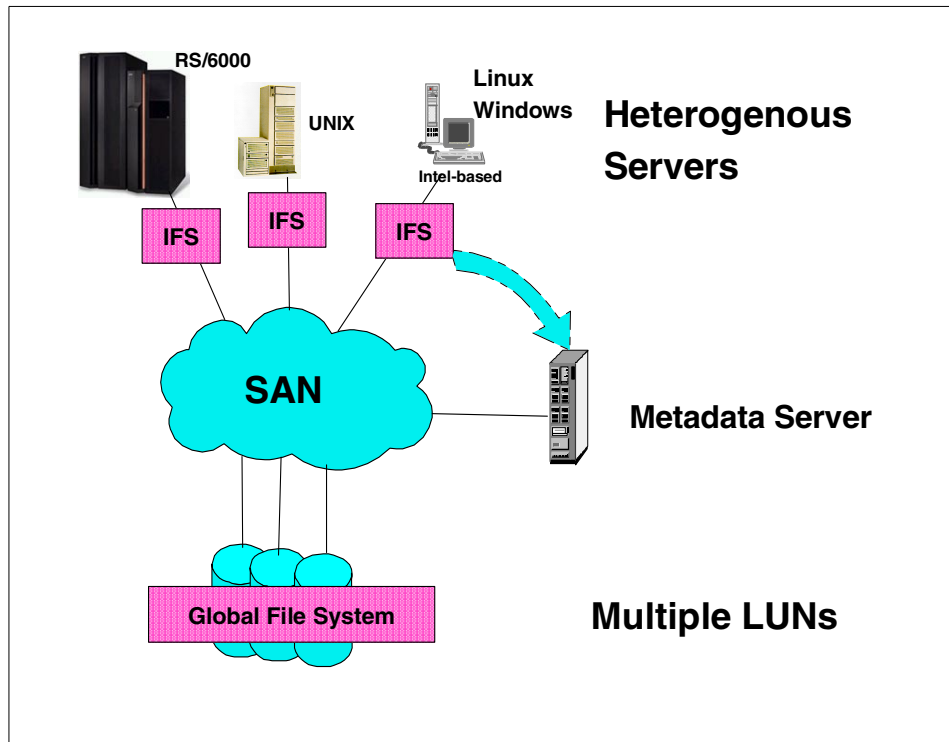 RS/6000
UNIX
Linux
Windows
Intel-based
Heterogenous
Servers
IFS
IFS
IFS
SAN
Metadata Server
Global File System
Multiple LUNs